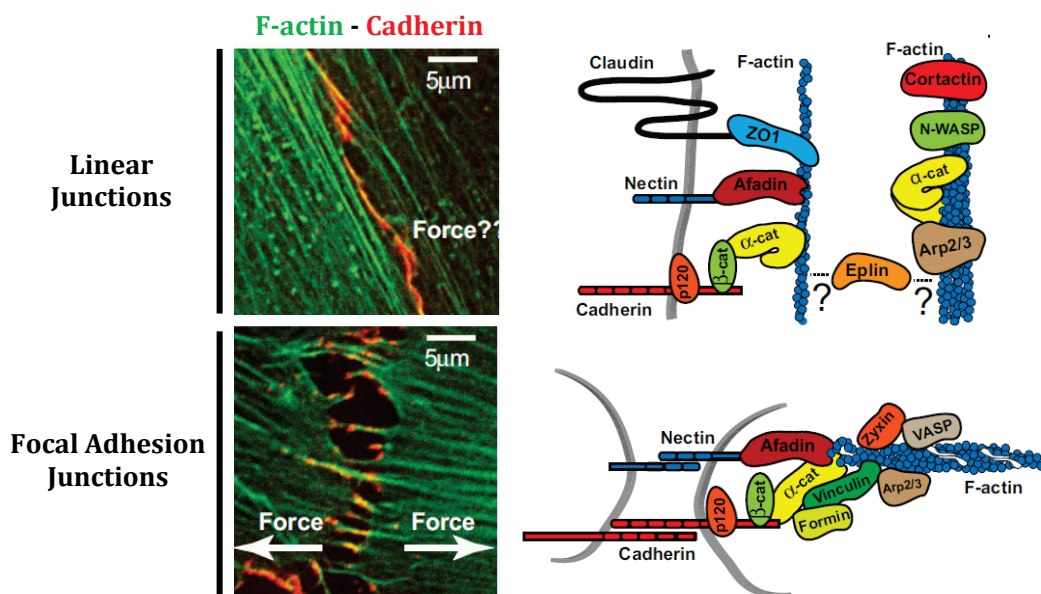 F-actin - Cadherin
Linear
Junctions
5μm
Force??
Claudin
F-actin
ZO1
Nectin
Afadin
α-cat
β-cat
p120
Cadherin
Eplin
?
?
F-actin
Cortactin
N-WASP
α-cat
Arp2/3
Focal Adhesion
Junctions
5μm
Force
Force
Nectin
Afadin
Zyxin
VASP
F-actin
β-cat
α-cat
Vinculin
Arp2/3
p120
Formin
Cadherin